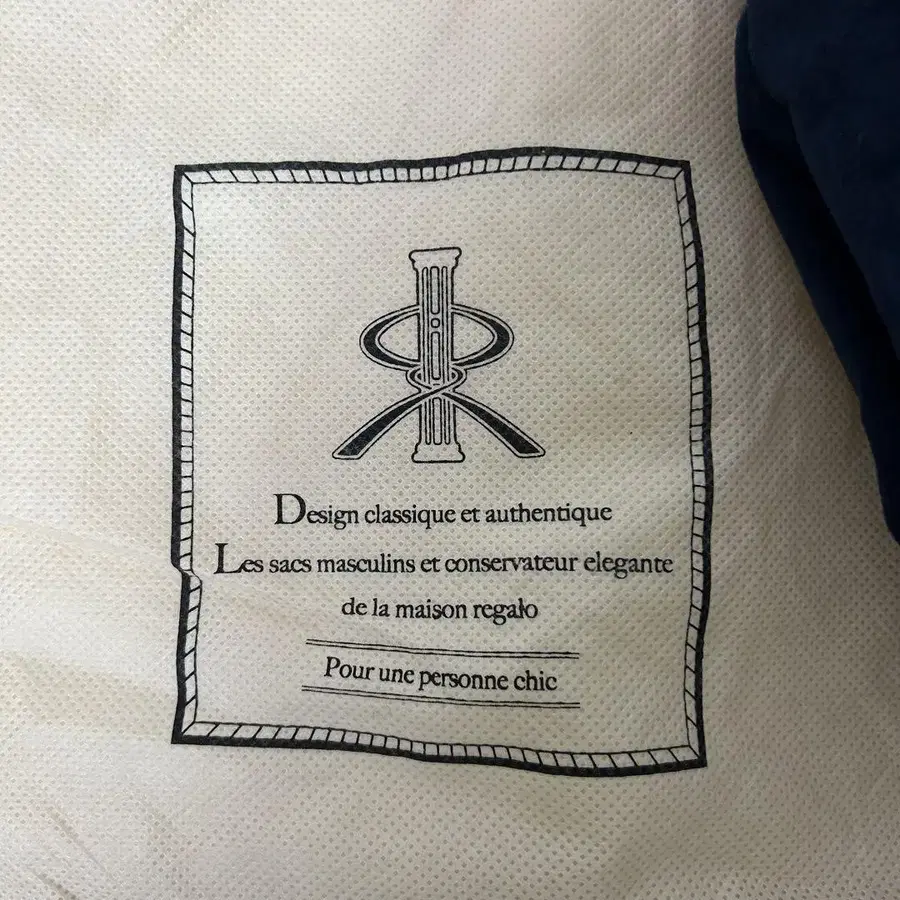 Design classique et authentique
Les sacs masculins et conservateur elegante
de la maison regalo
Pour une personne chic